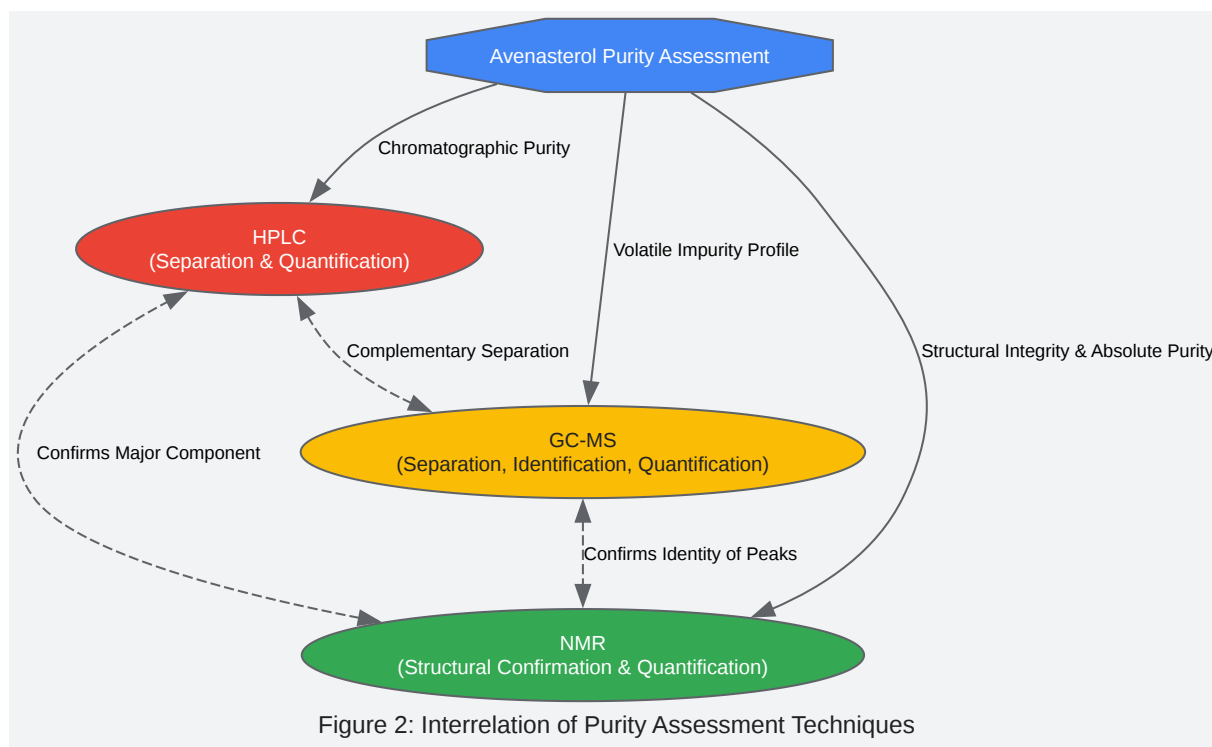 Avenasterol Purity Assessment
Chromatographic Purity
HPLC
(Separation & Quantification)
Volatile Impurity Profile
Complementary Separation
Structural Integrity & Absolute Purity
Confirms Major Component
GC-MS
(Separation, Identification, Quantification)
Confirms Identity of Peaks
NMR
(Structural Confirmation & Quantification)
Figure 2: Interrelation of Purity Assessment Techniques